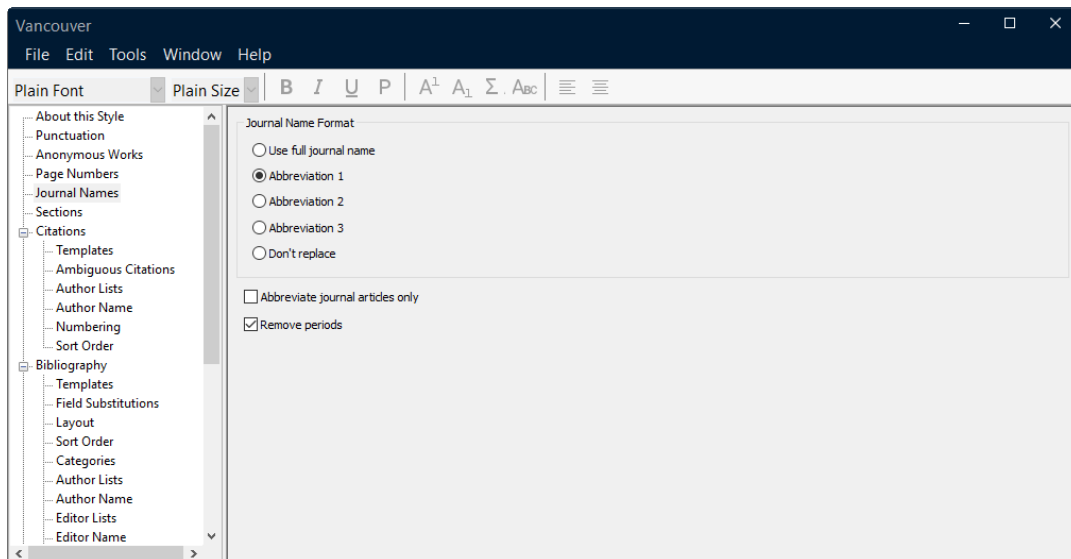 Vancouver
File Edit Tools Window Help
Plain Font Plain Size B I U P A1 A1 Σ ABC
About this Style
Punctuation
Anonymous Works
Page Numbers
Journal Names
Sections
Citations
Templates
Ambiguous Citations
Author Lists
Author Name
Numbering
Sort Order
Bibliography
Templates
Field Substitutions
Layout
Sort Order
Categories
Author Lists
Author Name
Editor Lists
Editor Name
Journal Name Format
Use full journal name
Abbreviation 1
Abbreviation 2
Abbreviation 3
Don't replace
Abbreviate journal articles only
Remove periods